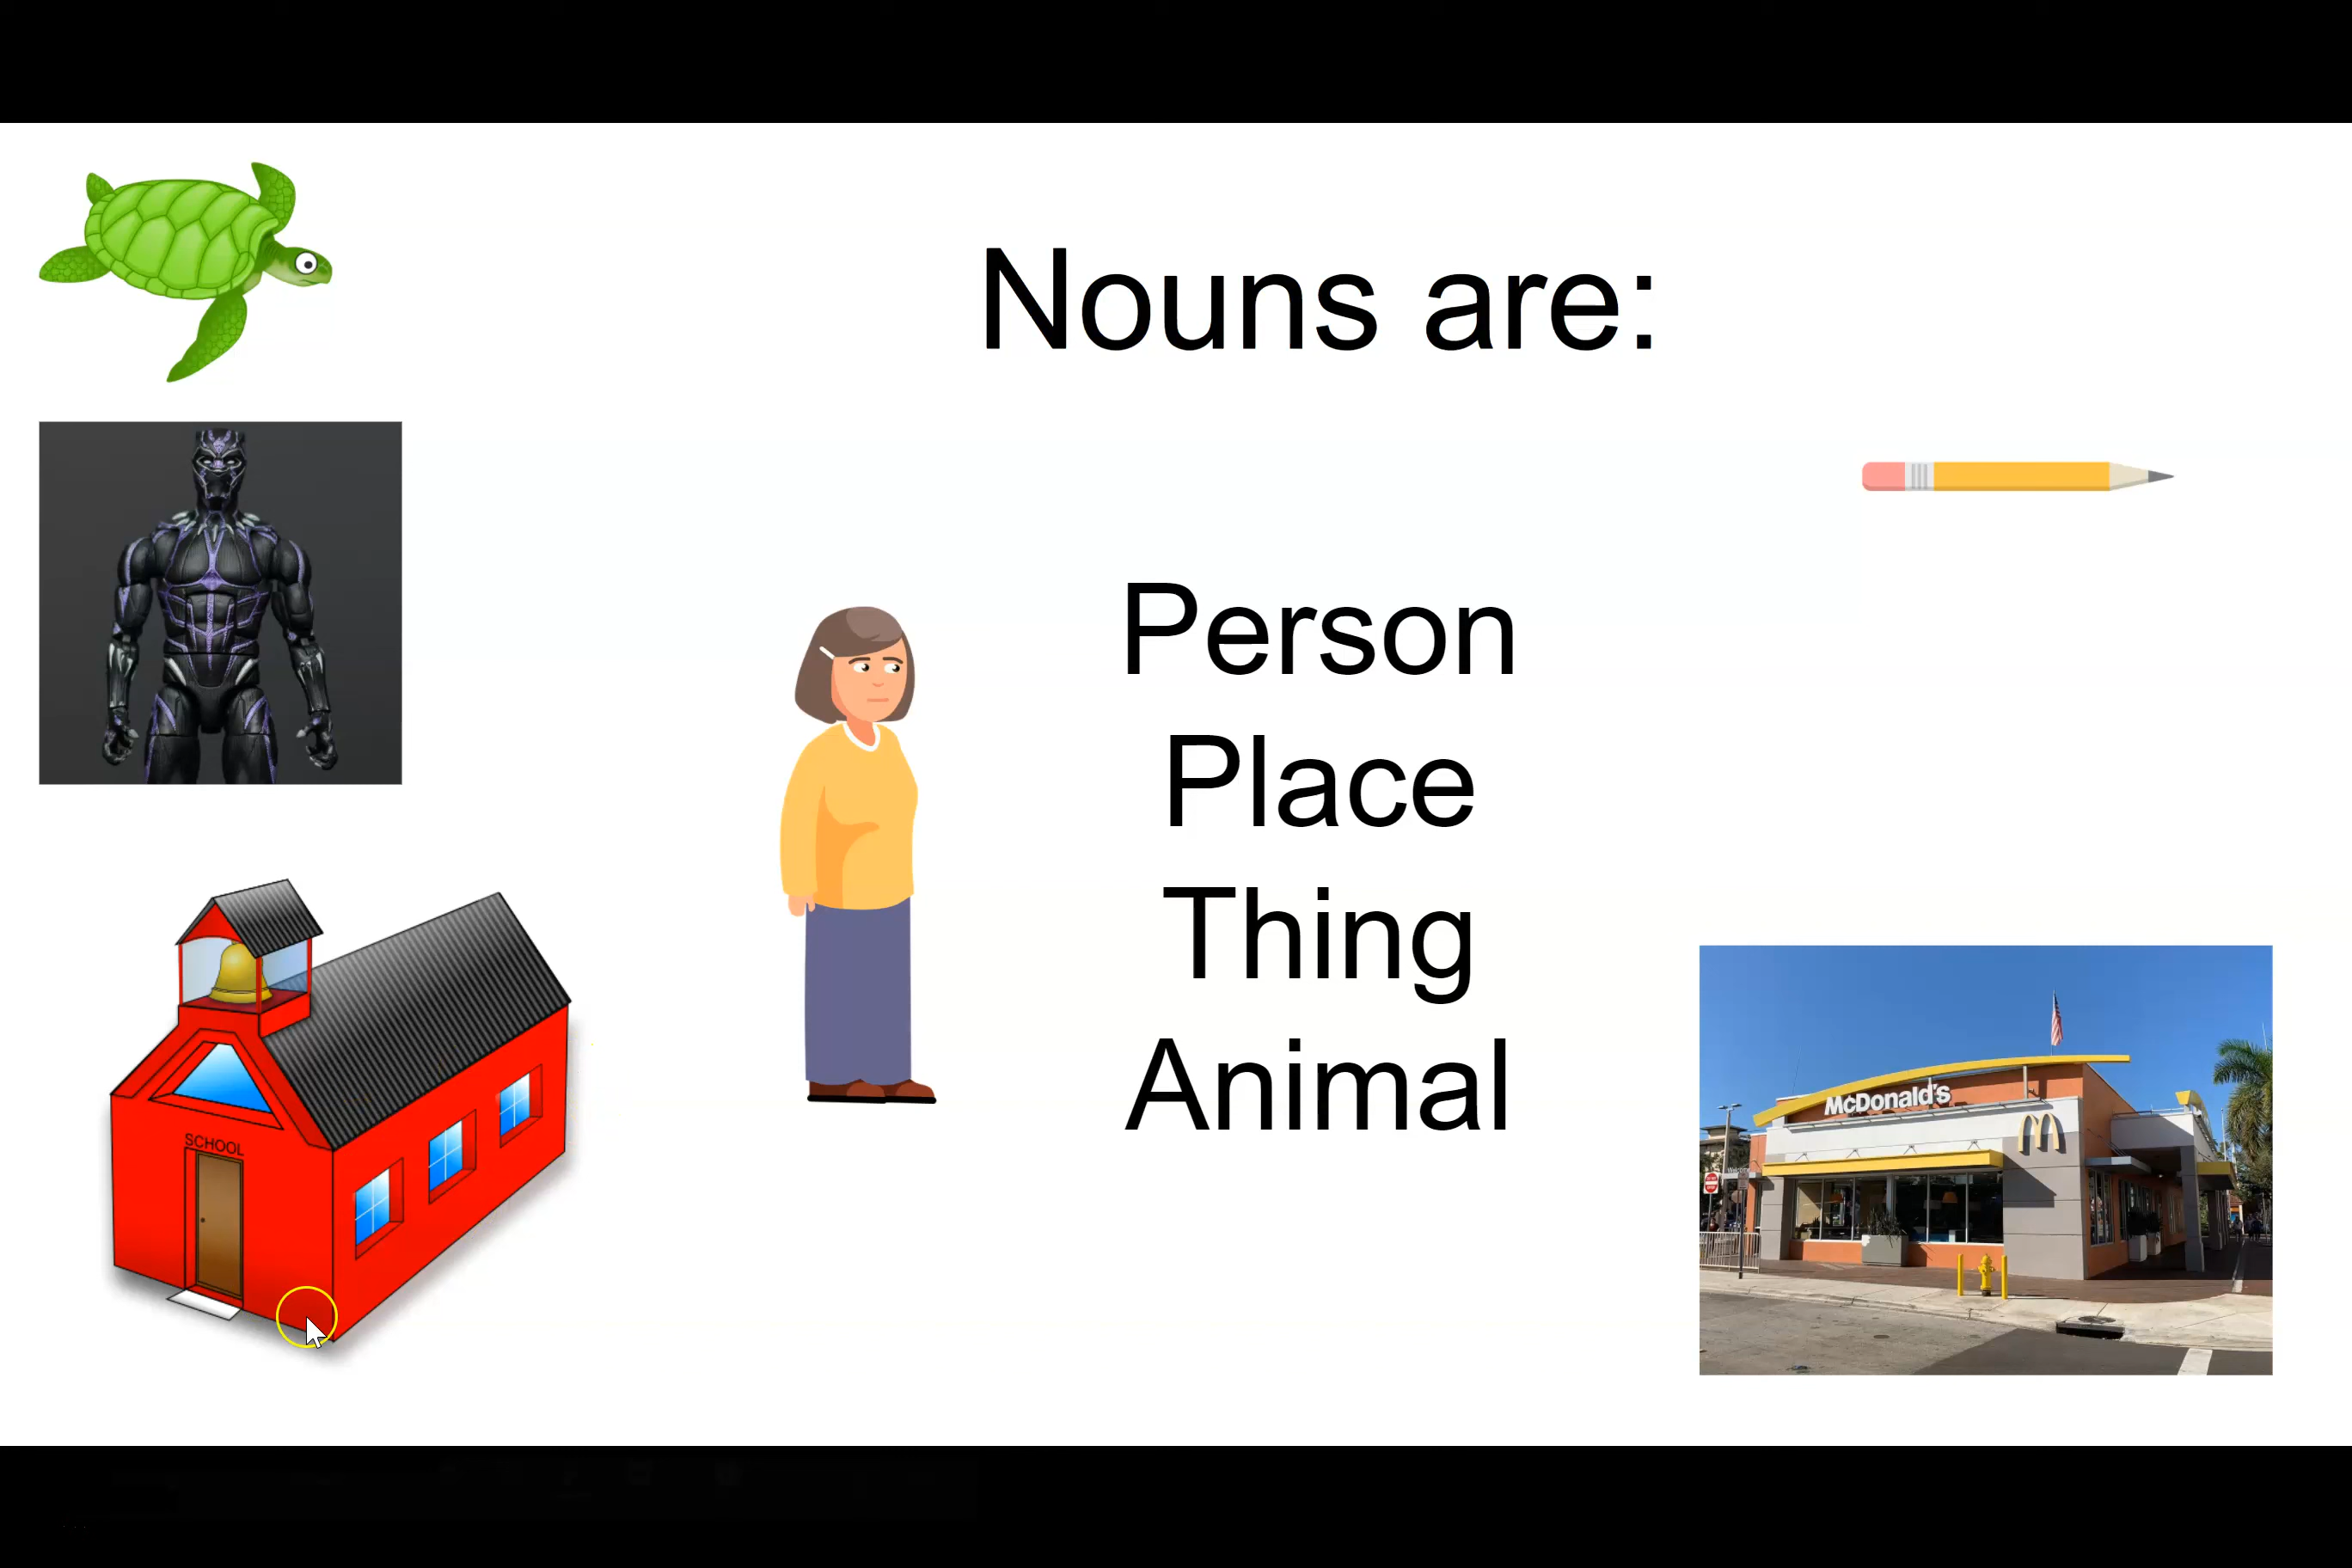 Nouns are:
Person
Place
Thing
Animal
SCHOOL
McDonald's